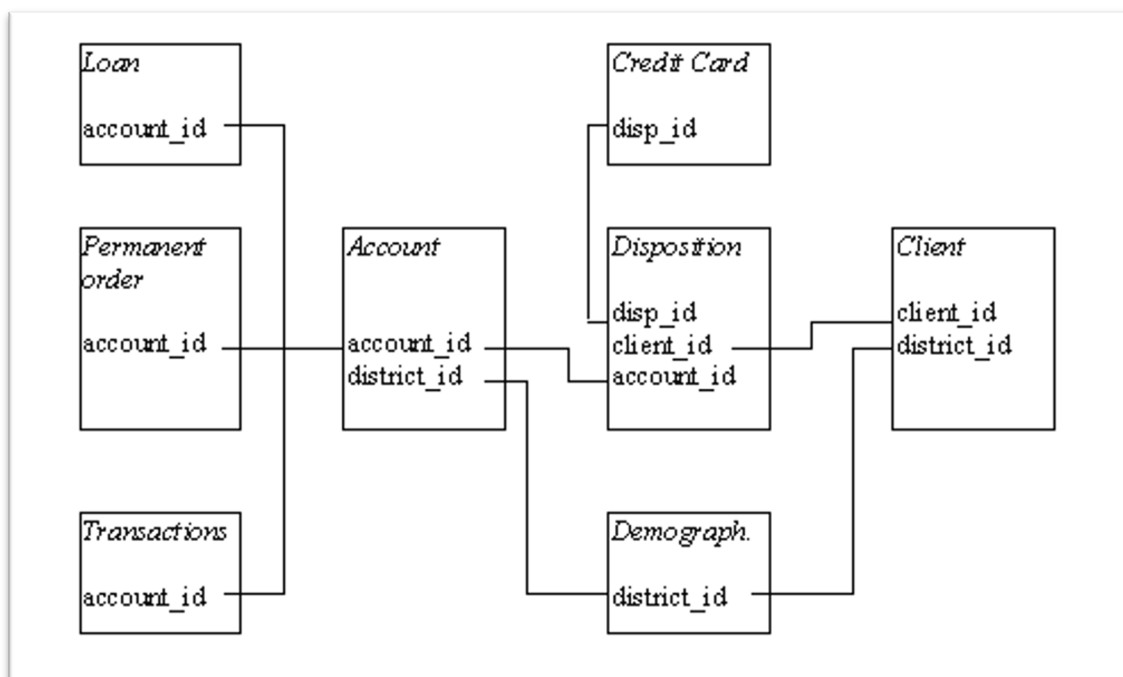 Loan
account_id
Credit Card
disp_id
Permanent
order
account_id
Account
account_id
district_id
Disposition
disp_id
client_id
account_id
Client
client_id
district_id
Transactions
account_id
Demograph.
district_id